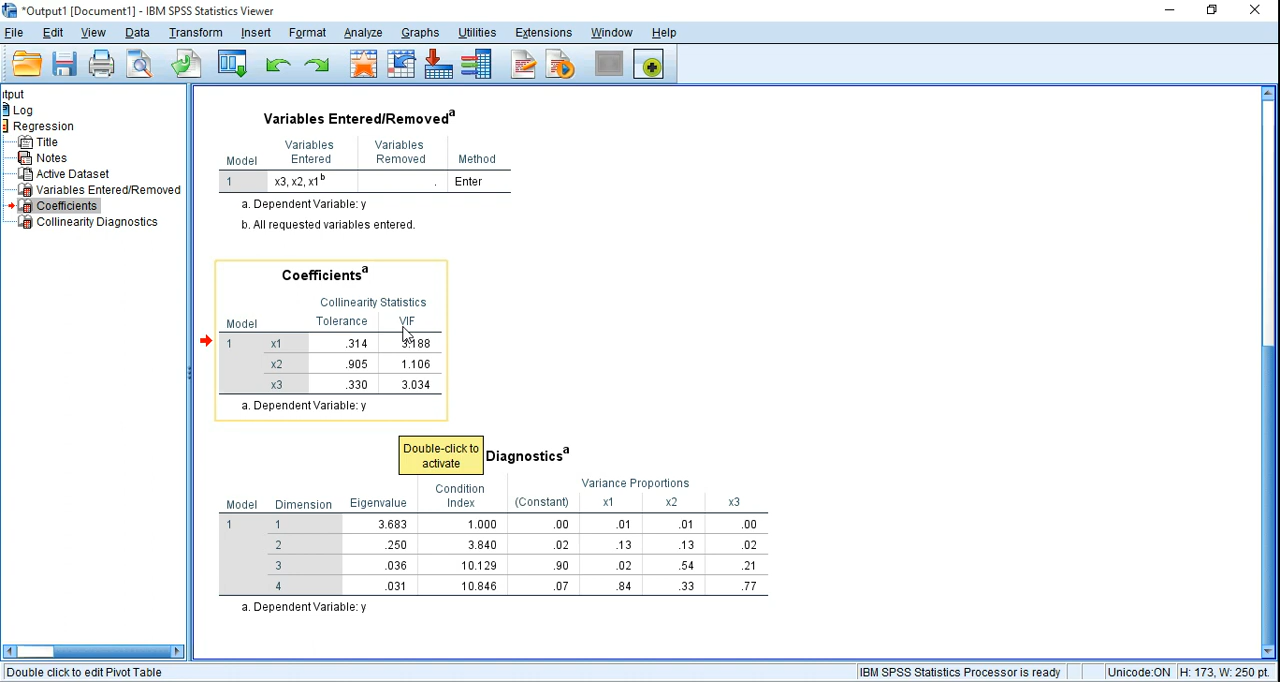 *Output1 [Document1] - IBM SPSS Statistics Viewer
File Edit View Data Transform Insert Format Analyze Graphs Utilities Extensions Window Help
tput
Log
Regression
Title
Notes
Active Dataset
Variables Entered/Removed
Coefficients
Collinearity Diagnostics
Variables Entered/Removed a
Model Variables Entered Variables Removed Method
1 x3, x2, x1 b . Enter
a. Dependent Variable: y
b. All requested variables entered.
Coefficients a
Collinearity Statistics
Model Tolerance VIF
1 x1 .314 3.188
x2 .905 1.106
x3 .330 3.034
a. Dependent Variable: y
Double-click to
activate
Diagnostics a
Variance Proportions
Model Dimension Eigenvalue Condition Index (Constant) x1 x2 x3
1 1 3.683 1.000 .00 .01 .01 .00
2 .250 3.840 .02 .13 .13 .02
3 .036 10.129 .90 .02 .54 .21
4 .031 10.846 .07 .84 .33 .77
a. Dependent Variable: y
Double click to edit Pivot Table
IBM SPSS Statistics Processor is ready
Unicode:ON H: 173, W: 250 pt.